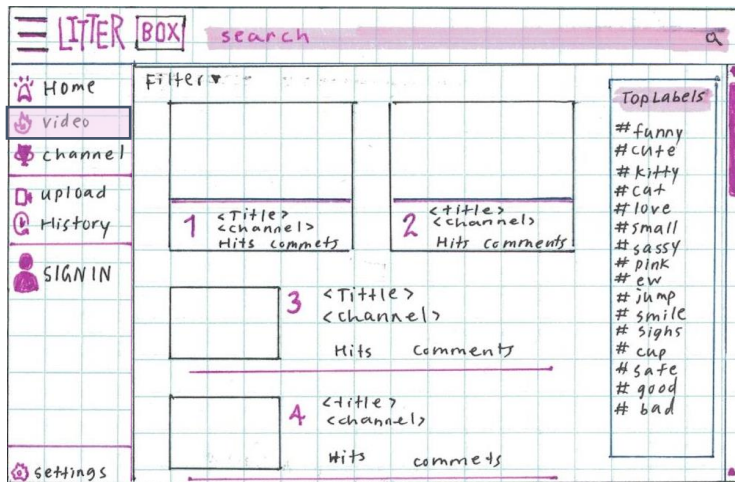 LITTER BOX search
Home
video
channel
upload
History
SIGN IN
settings
Filter
1 <Title>
<channel>
Hits commets
2 <title>
<channel>
Hits comments
3 <Tittle>
<channel>
Hits comments
4 <title>
<channel>
Hits commets
Top Labels
# funny
# cute
# kitty
# cat
# love
# small
# sassy
# pink
# ew
# jump
# smile
# sighs
# cup
# safe
# good
# bad